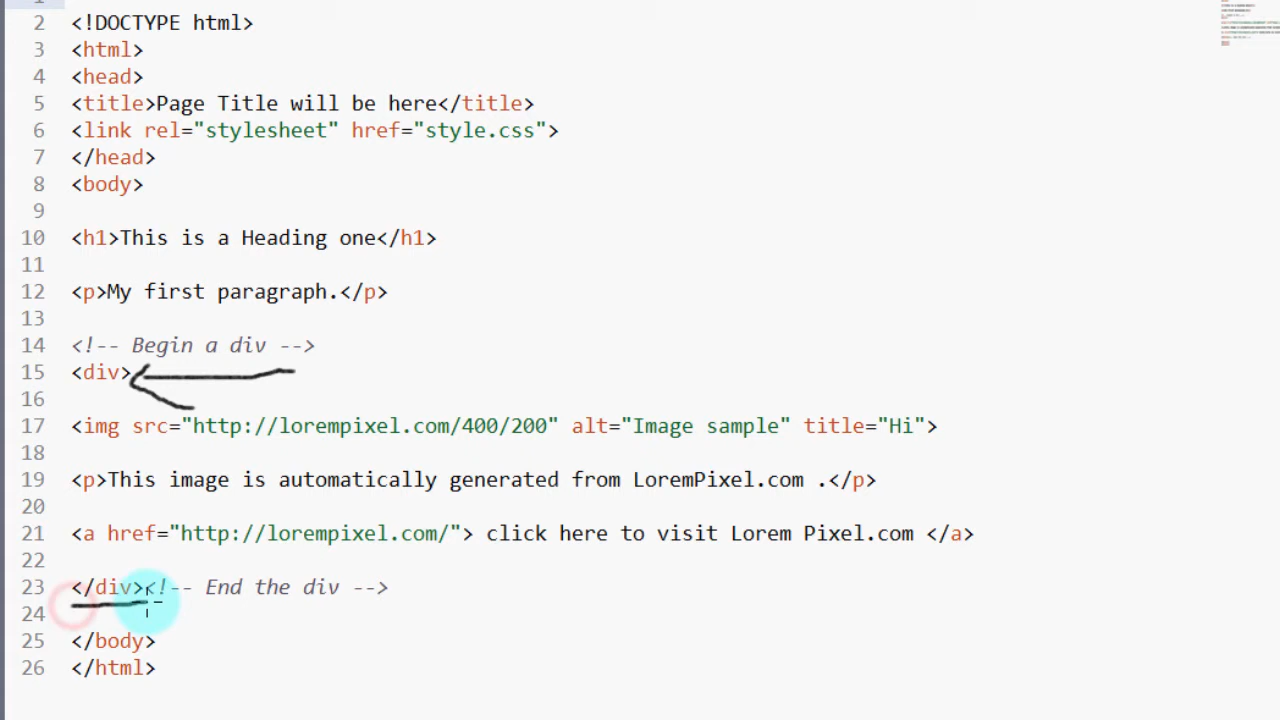 1
2 <!DOCTYPE html>
3 <html>
4 <head>
5 <title>Page Title will be here</title>
6 <link rel="stylesheet" href="style.css">
7 </head>
8 <body>
9
10 <h1>This is a Heading one</h1>
11
12 <p>My first paragraph.</p>
13
14 <!-- Begin a div -->
15 <div>
16
17 <img src="http://lorempixel.com/400/200" alt="Image sample" title="Hi">
18
19 <p>This image is automatically generated from LoremPixel.com .</p>
20
21 <a href="http://lorempixel.com/"> click here to visit Lorem Pixel.com </a>
22
23 </div><!-- End the div -->
24
25 </body>
26 </html>